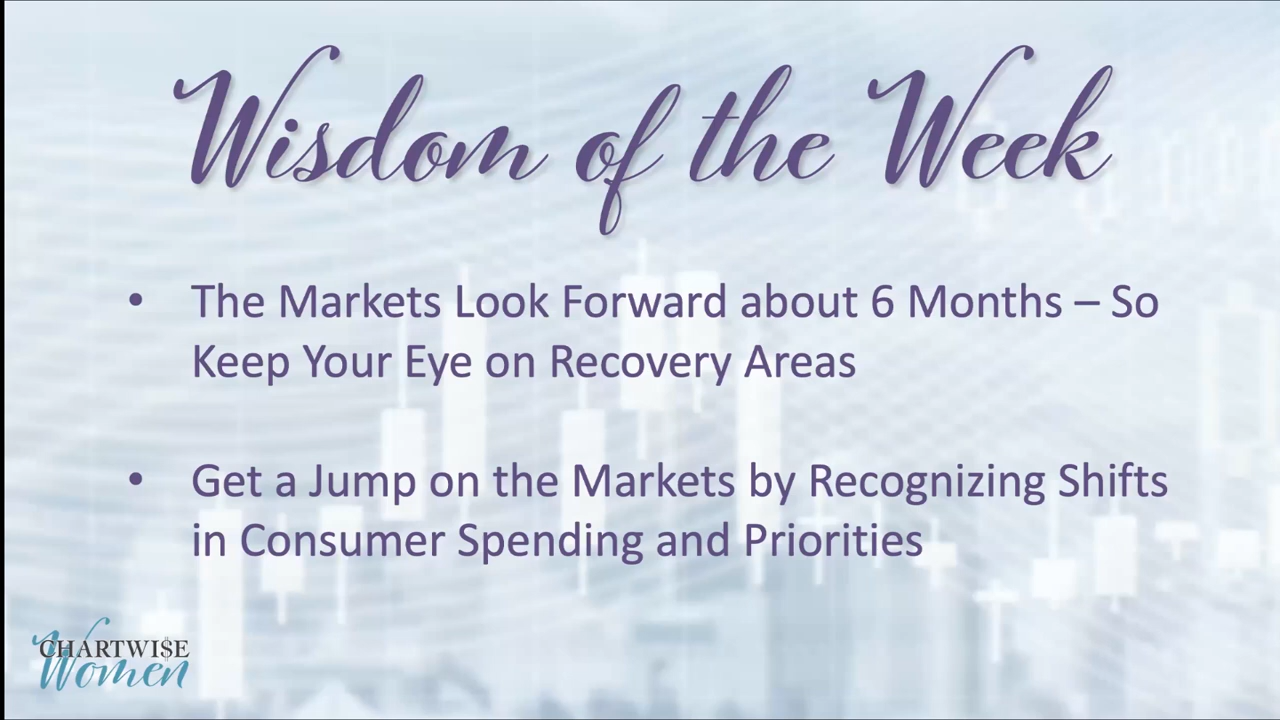 Wisdom of the Week
• The Markets Look Forward about 6 Months – So
Keep Your Eye on Recovery Areas
• Get a Jump on the Markets by Recognizing Shifts
in Consumer Spending and Priorities
CHARTWI$E
Women